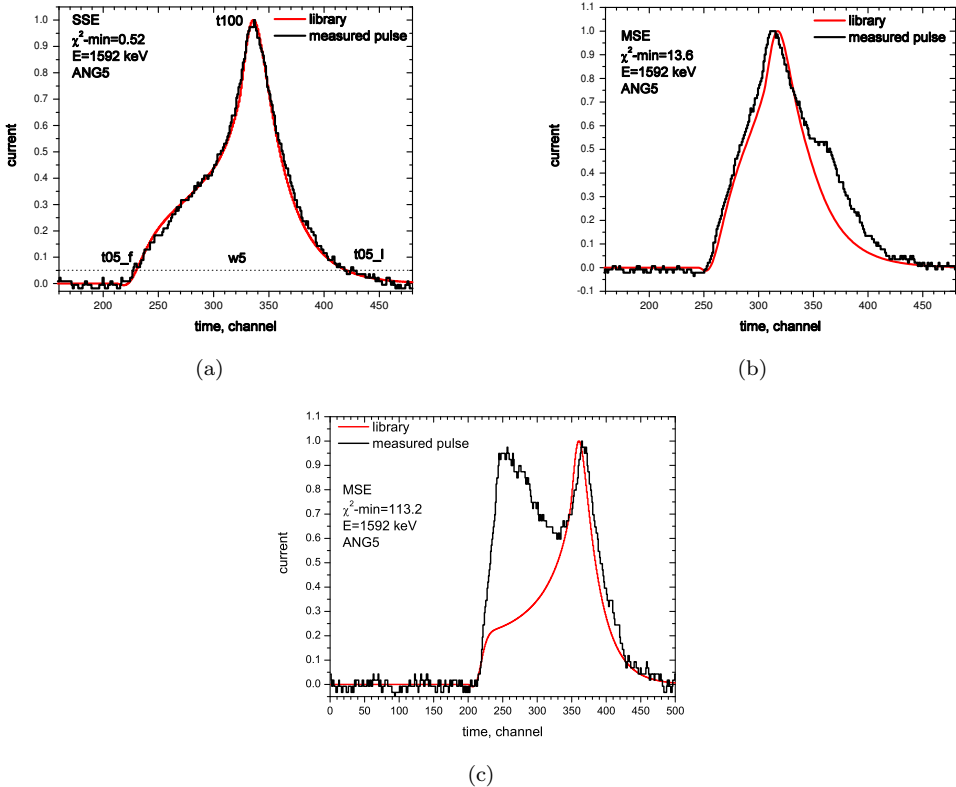 SSE
χ²-min=0.52
E=1592 keV
ANG5
t100
library
measured pulse
1.0
0.9
0.8
0.7
0.6
0.5
0.4
0.3
0.2
0.1
0.0
current
t05_f
w5
t05_l
200 250 300 350 400 450
time, channel
(a)
MSE
χ²-min=13.6
E=1592 keV
ANG5
library
measured pulse
1.1
1.0
0.9
0.8
0.7
0.6
0.5
0.4
0.3
0.2
0.1
0.0
-0.1
current
200 250 300 350 400 450
time, channel
(b)
library
measured pulse
MSE
χ²-min=113.2
E=1592 keV
ANG5
1.1
1.0
0.9
0.8
0.7
0.6
0.5
0.4
0.3
0.2
0.1
0.0
current
0 50 100 150 200 250 300 350 400 450 500
time, channel
(c)